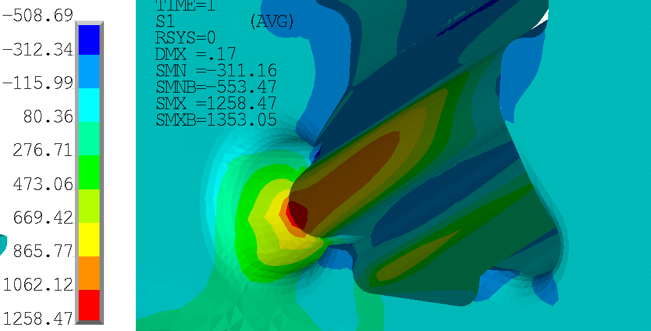 -508.69
-312.34
-115.99
80.36
276.71
473.06
669.42
865.77
1062.12
1258.47
TIME=1
S1 (AVG)
RSYS=0
DMX =.17
SMN =-311.16
SMNB=-553.47
SMX =1258.47
SMXB=1353.05